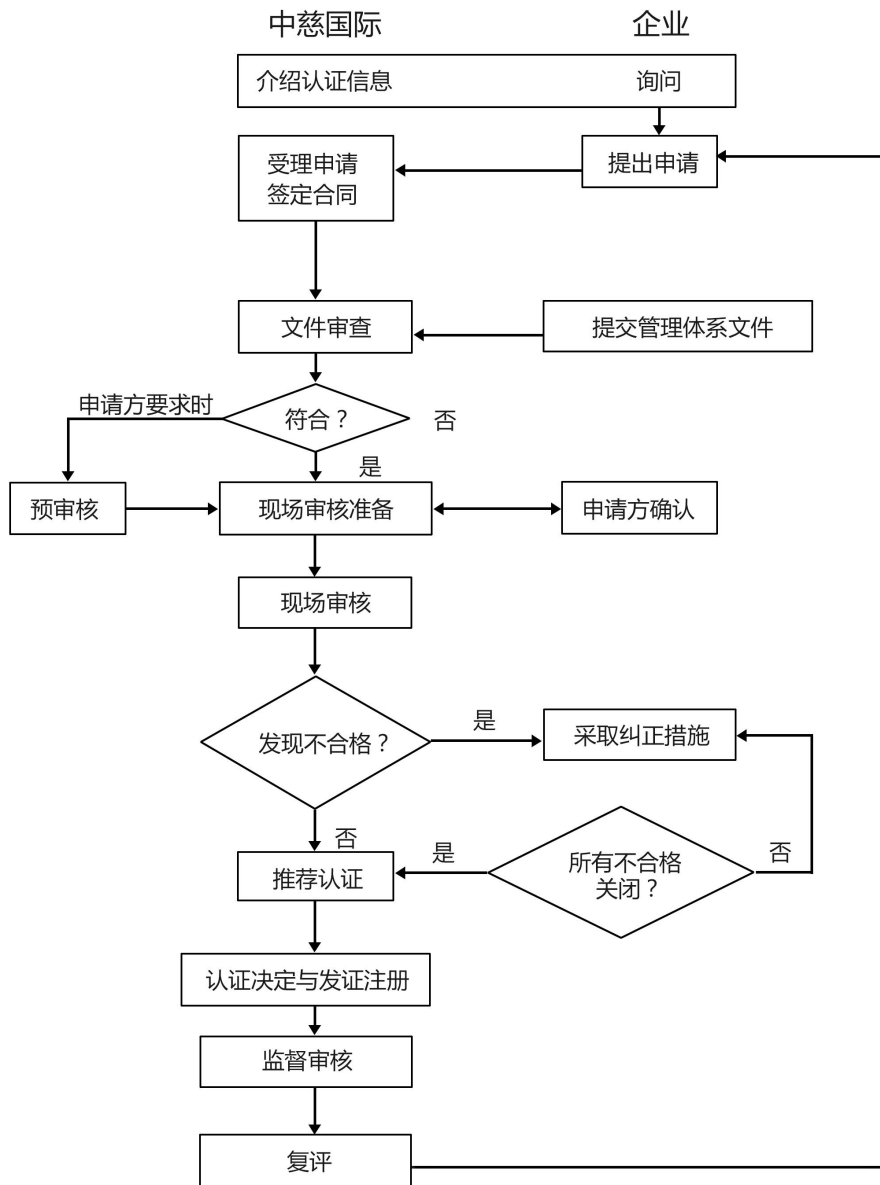 中慈国际
企业
介绍认证信息
询问
受理申请
签定合同
提出申请
文件审查
提交管理体系文件
申请方要求时
符合？
否
是
预审核
现场审核准备
申请方确认
现场审核
发现不合格？
是
采取纠正措施
否
推荐认证
是
所有不合格
关闭？
否
认证决定与发证注册
监督审核
复评